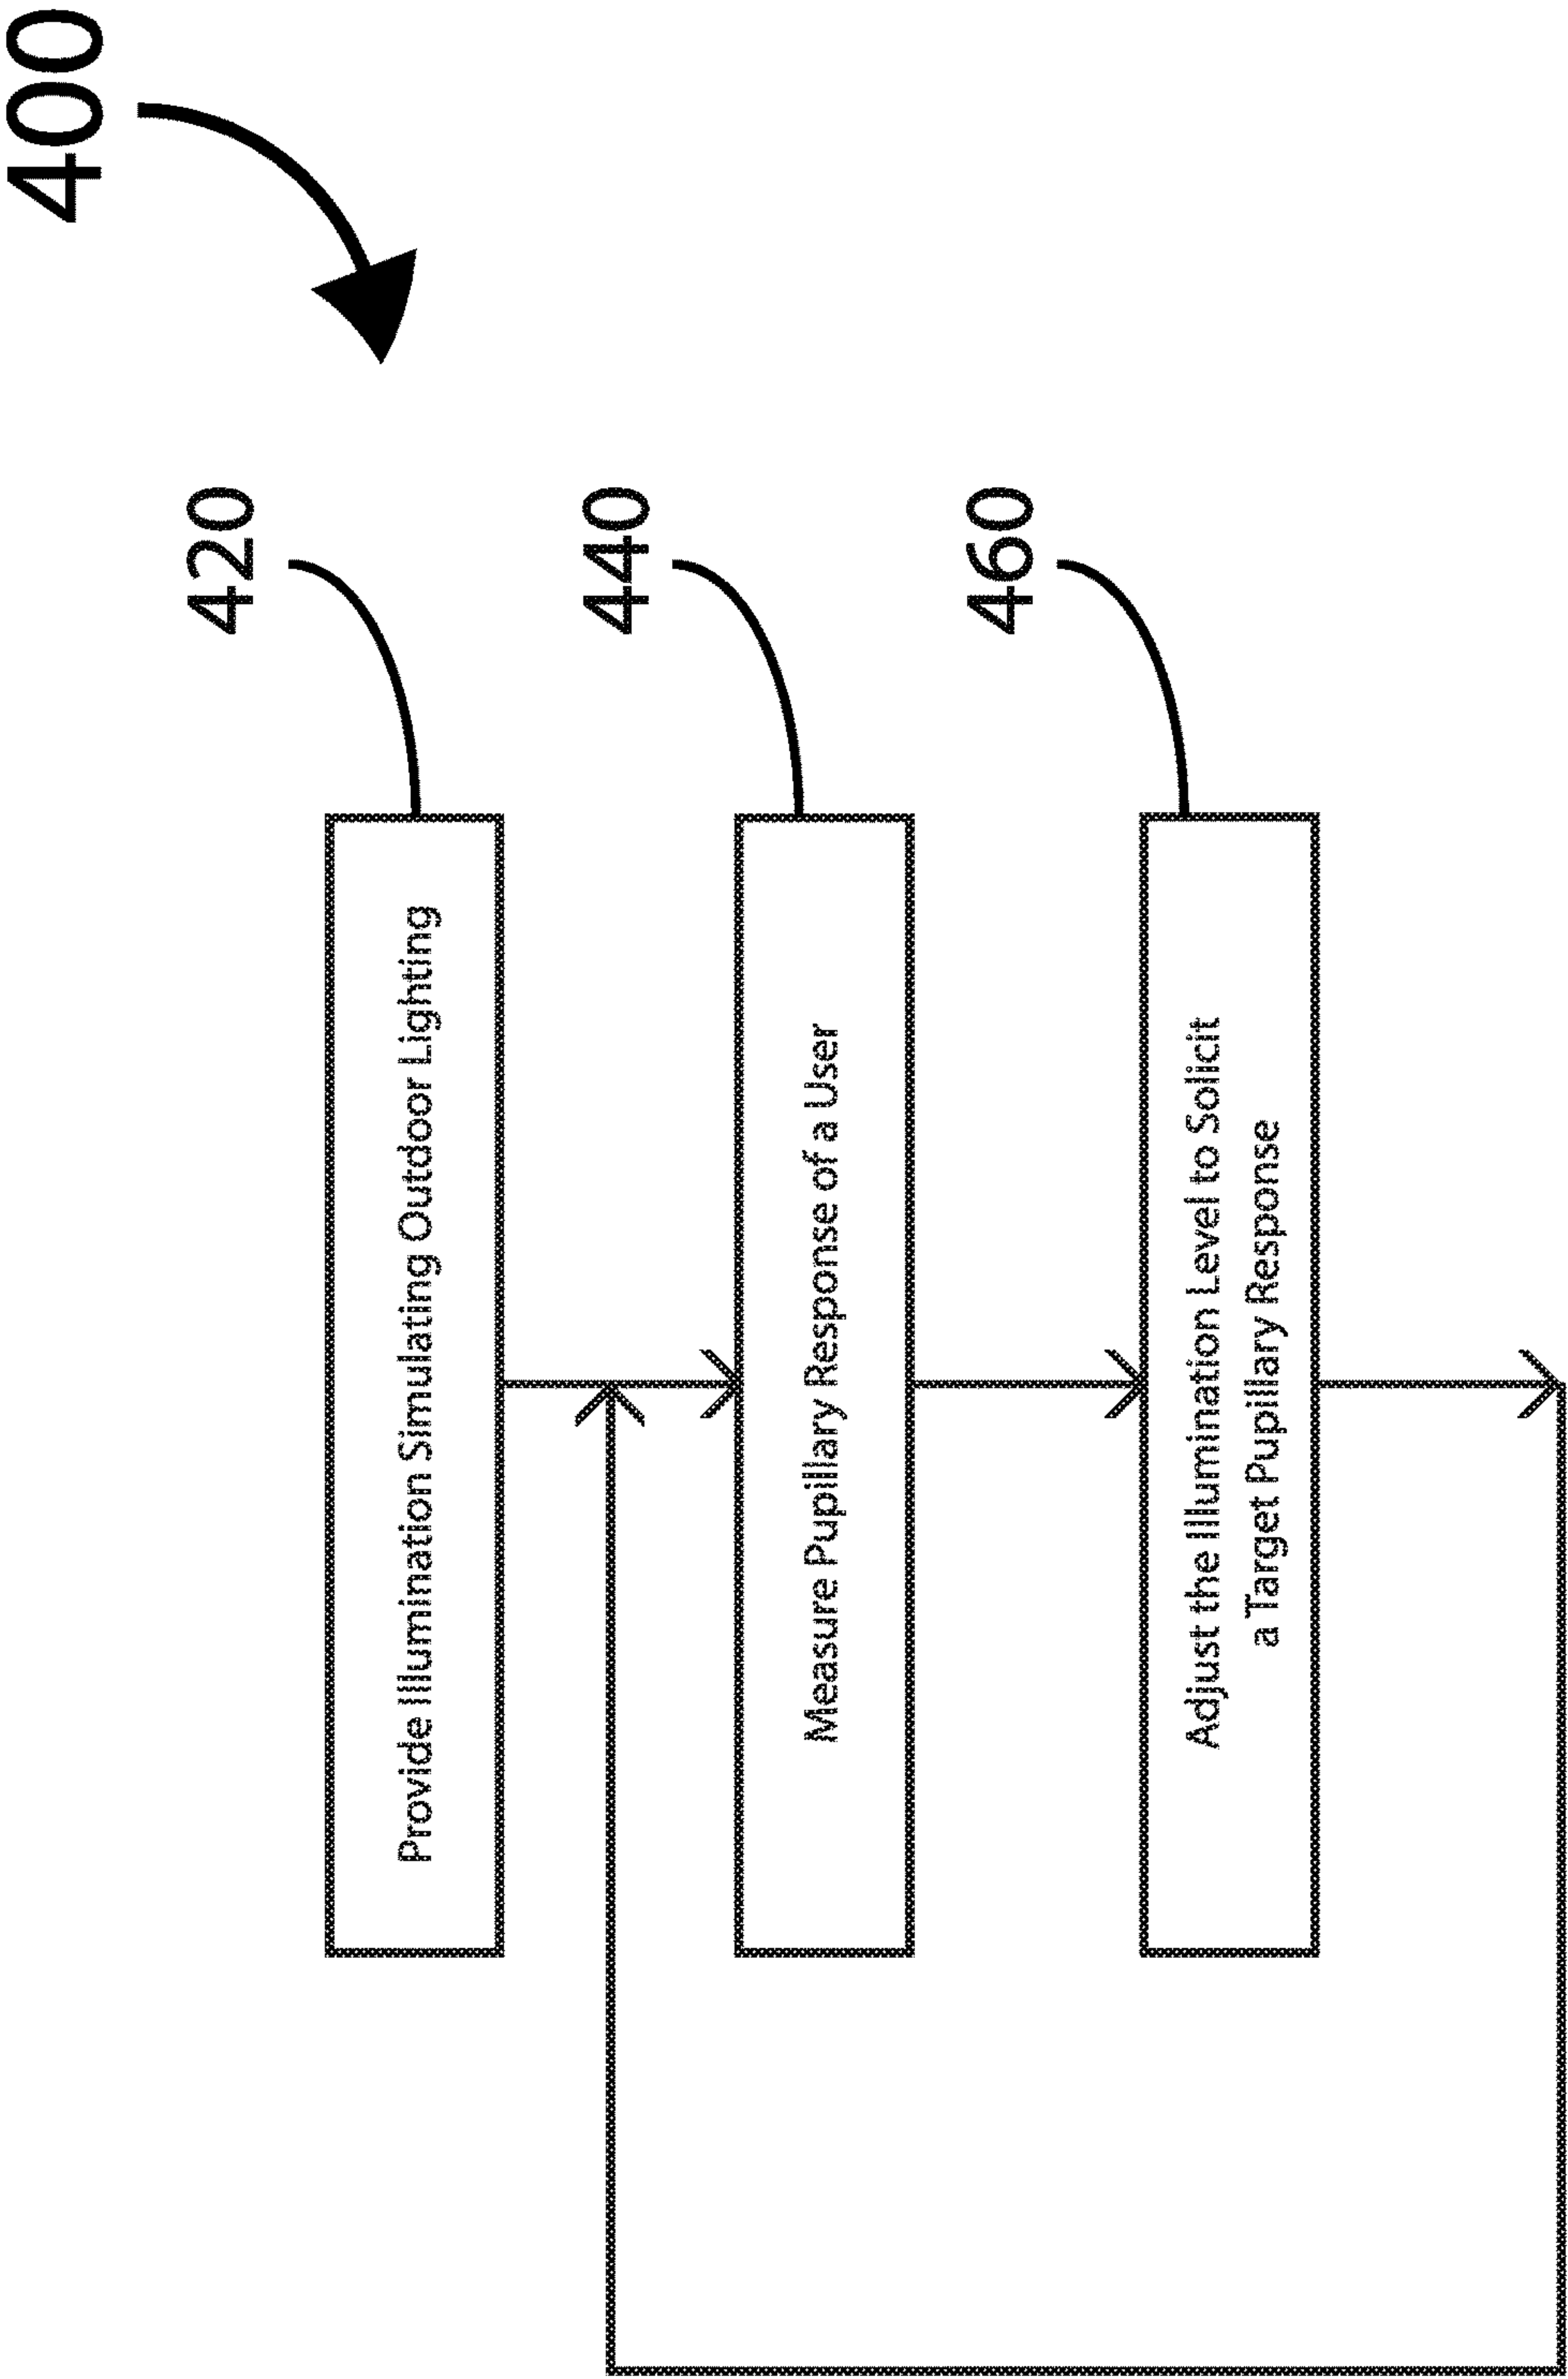 400
420
Provide Illumination Simulating Outdoor Lighting
440
Measure Pupillary Response of a User
460
Adjust the Illumination Level to Solicit
a Target Pupillary Response